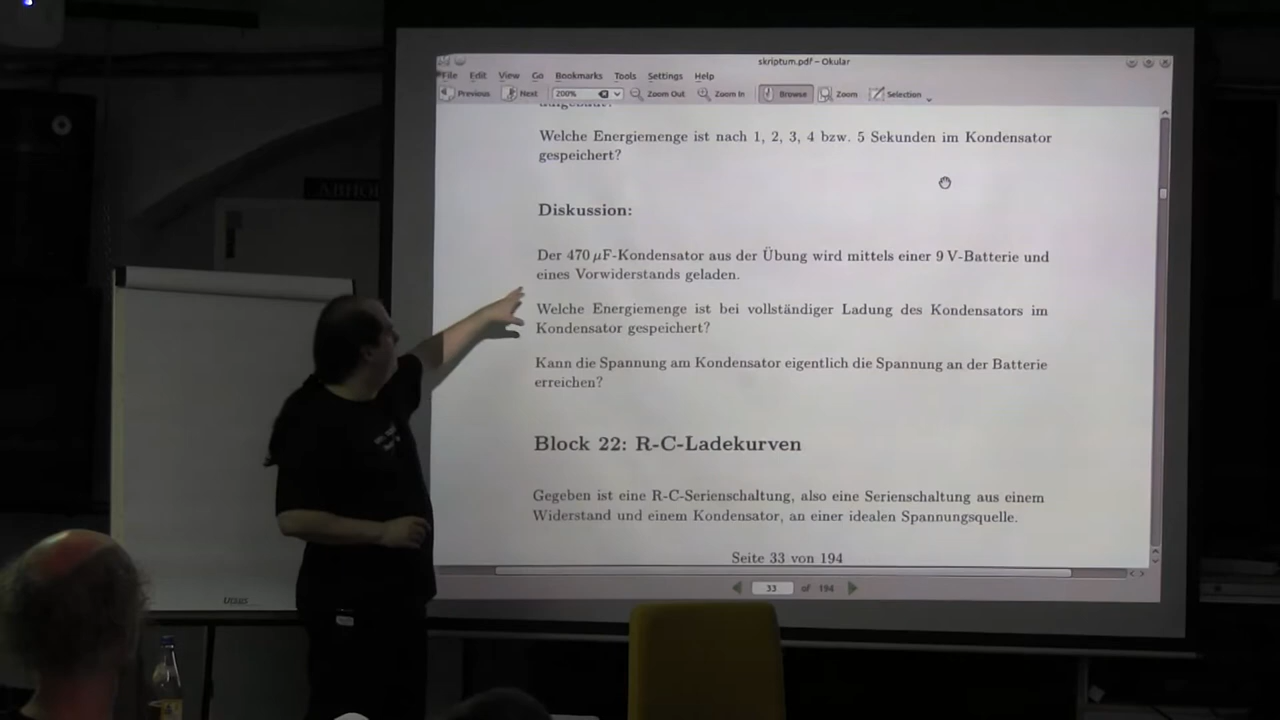 skriptum.pdf – Okular
File Edit View Go Bookmarks Tools Settings Help
Previous Next 200% Zoom Out Zoom In Browse Zoom Selection
Welche Energiemenge ist nach 1, 2, 3, 4 bzw. 5 Sekunden im Kondensator
gespeichert?
Diskussion:
Der 470 µF-Kondensator aus der Übung wird mittels einer 9 V-Batterie und
eines Vorwiderstands geladen.
Welche Energiemenge ist bei vollständiger Ladung des Kondensators im
Kondensator gespeichert?
Kann die Spannung am Kondensator eigentlich die Spannung an der Batterie
erreichen?
Block 22: R-C-Ladekurven
Gegeben ist eine R-C-Serienschaltung, also eine Serienschaltung aus einem
Widerstand und einem Kondensator, an einer idealen Spannungsquelle.
Seite 33 von 194
33 of 194